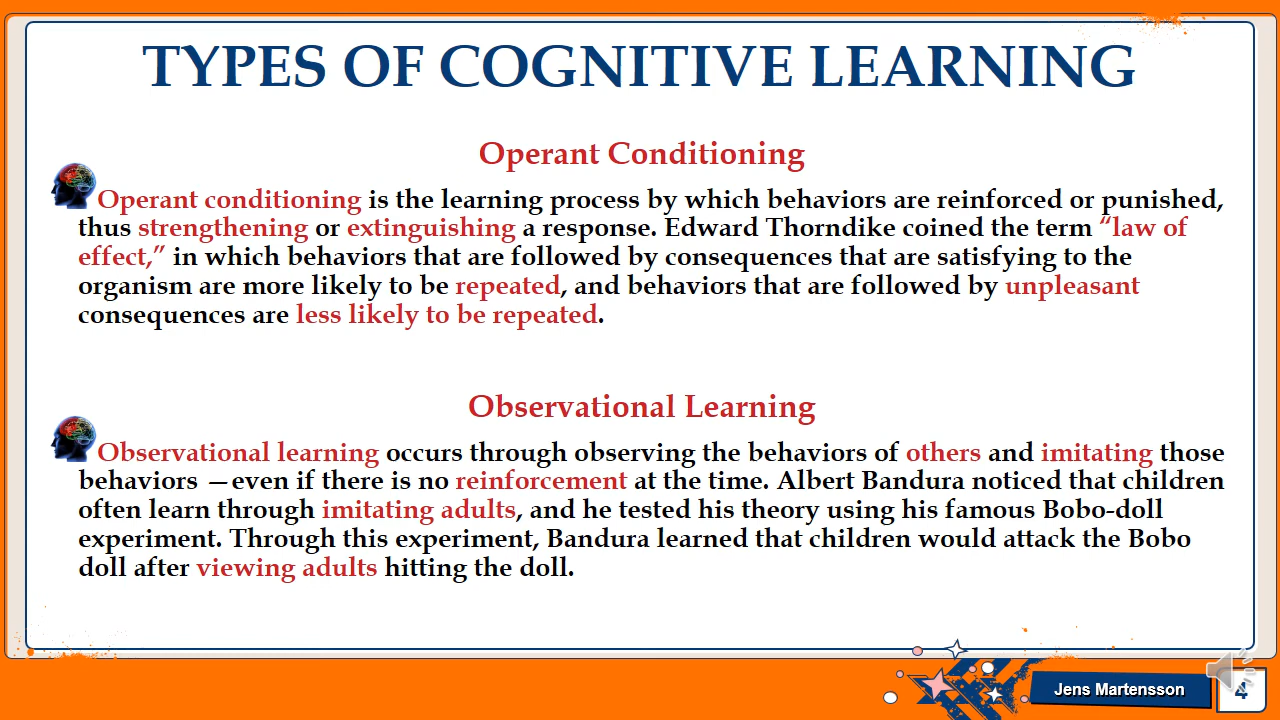 TYPES OF COGNITIVE LEARNING
Operant Conditioning
Operant conditioning is the learning process by which behaviors are reinforced or punished,
thus strengthening or extinguishing a response. Edward Thorndike coined the term “law of
effect,” in which behaviors that are followed by consequences that are satisfying to the
organism are more likely to be repeated, and behaviors that are followed by unpleasant
consequences are less likely to be repeated.
Observational Learning
Observational learning occurs through observing the behaviors of others and imitating those
behaviors —even if there is no reinforcement at the time. Albert Bandura noticed that children
often learn through imitating adults, and he tested his theory using his famous Bobo-doll
experiment. Through this experiment, Bandura learned that children would attack the Bobo
doll after viewing adults hitting the doll.
Jens Martensson
4